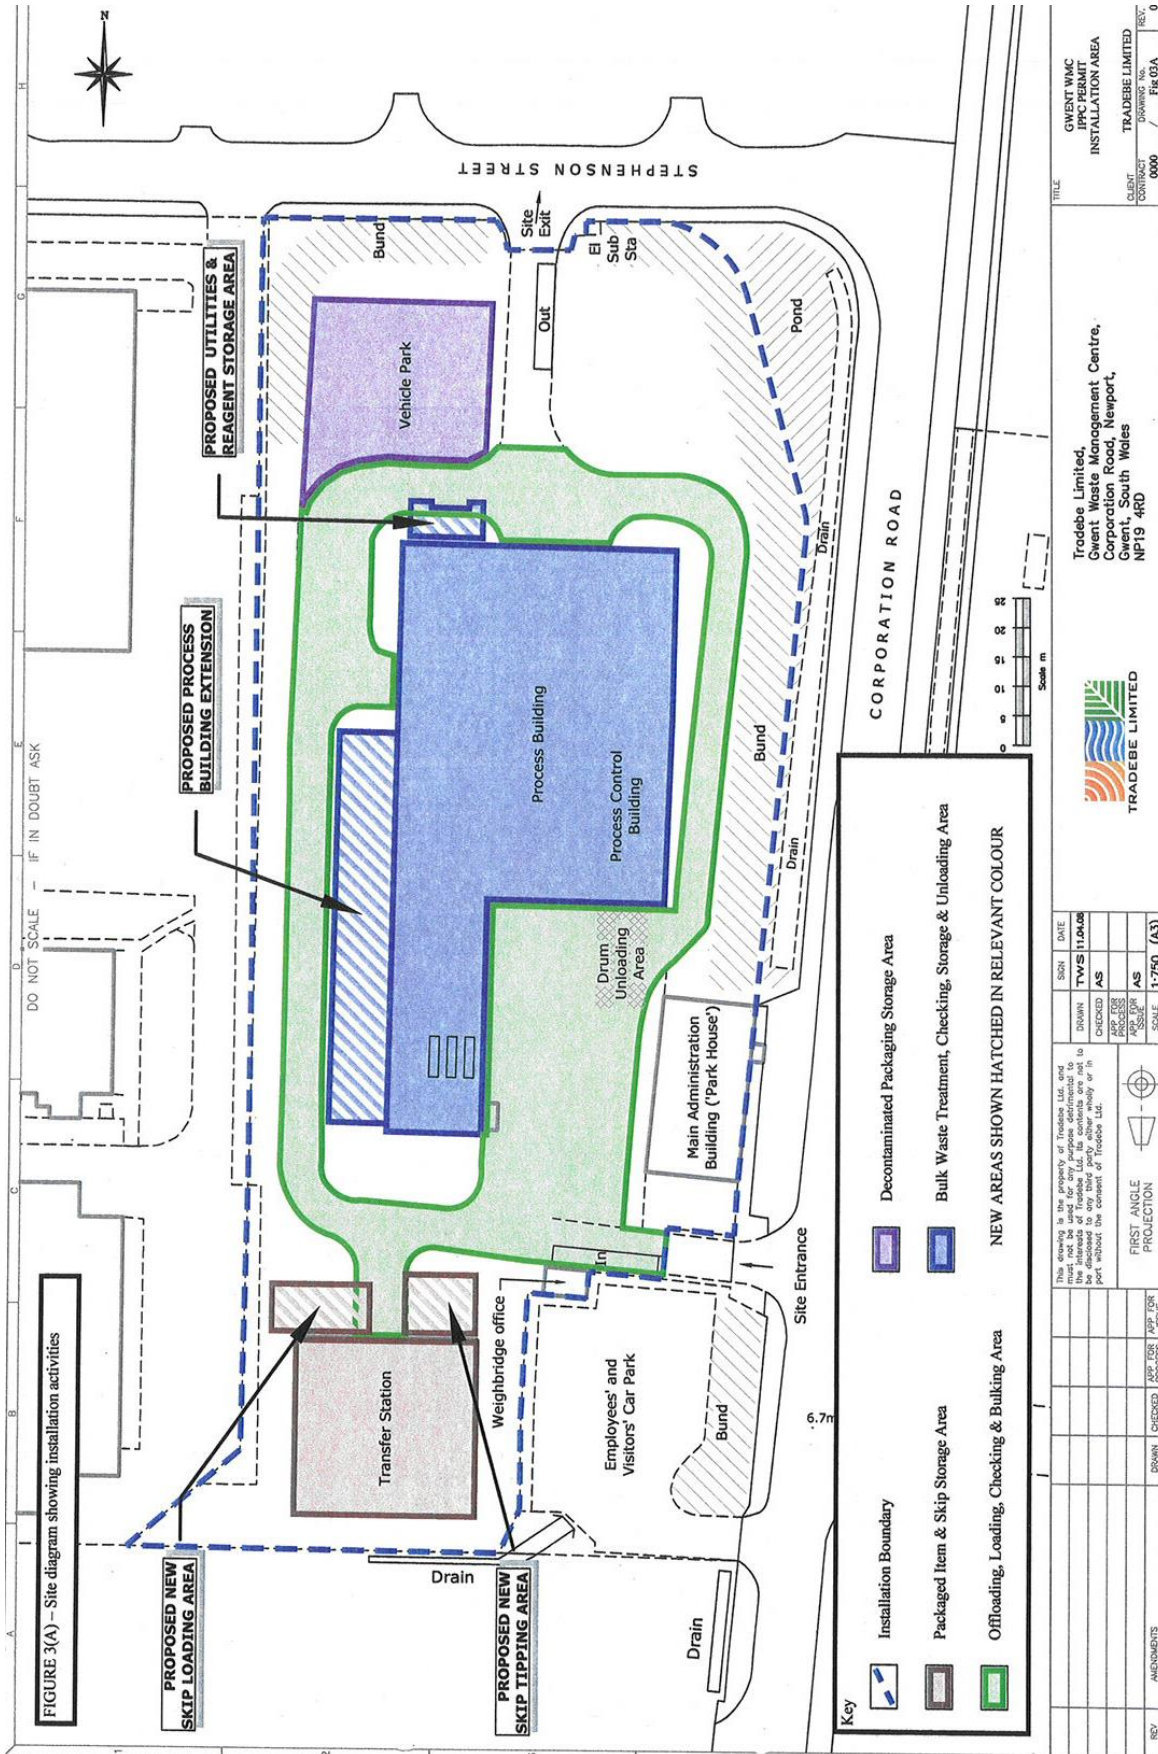 FIGURE 3(A) – Site diagram showing installation activities
DO NOT SCALE – IF IN DOUBT ASK
A
B
C
D
E
F
G
H
1
2
N
PROPOSED NEW
SKIP LOADING AREA
PROPOSED PROCESS
BUILDING EXTENSION
PROPOSED UTILITIES &
REAGENT STORAGE AREA
PROPOSED NEW
SKIP TIPPING AREA
Transfer Station
Drain
Drain
Weighbridge office
Employees' and
Visitors' Car Park
Bund
6.7m
In
Site Entrance
Main Administration
Building ('Park House')
Drum
Unloading
Area
Process Building
Process Control
Building
Vehicle Park
Bund
Site
Exit
Out
El
Sub
Sta
Pond
Drain
Bund
Drain
STEPHENSON STREET
CORPORATION ROAD
0 5 10 15 20 25
Scale m
Key
Installation Boundary
Packaged Item & Skip Storage Area
Offloading, Loading, Checking & Bulking Area
Decontaminated Packaging Storage Area
Bulk Waste Treatment, Checking, Storage & Unloading Area
NEW AREAS SHOWN HATCHED IN RELEVANT COLOUR
REV
AMENDMENTS
DRAWN
CHECKED
APP. FOR
APP. FOR
This drawing is the property of Tradebe Ltd. and
must not be used for any purpose detrimental to
the interests of Tradebe Ltd. Its contents are not to
be disclosed to any third party either wholly or in
part without the consent of Tradebe Ltd.
FIRST ANGLE
PROJECTION
SIGN DATE
DRAWN TWS 11.04.08
CHECKED AS
APP. FOR
PROCESS
APP. FOR
ISSUE AS
SCALE 1:750 (A3)
TRADEBE LIMITED
Tradebe Limited,
Gwent Waste Management Centre,
Corporation Road, Newport,
Gwent, South Wales
NP19 4RD
TITLE
GWENT WMC
IPPC PERMIT
INSTALLATION AREA
CLIENT TRADEBE LIMITED
CONTRACT DRAWING No. REV.
0000 / Fig 03A 0